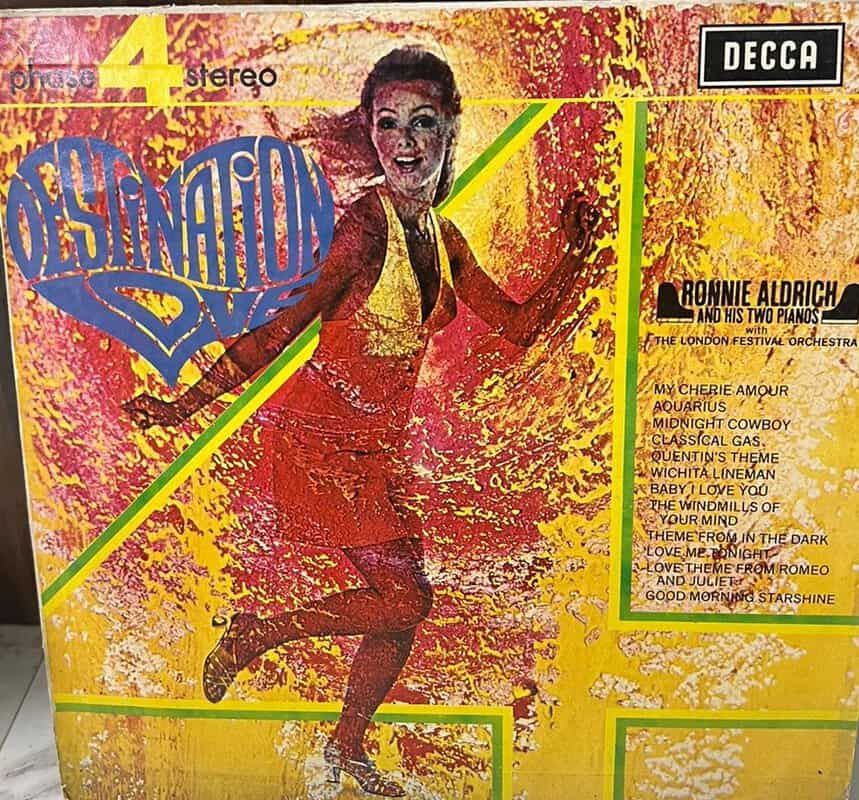 phase 4 stereo
DECCA
DESTINATION
LOVE
RONNIE ALDRICH
AND HIS TWO PIANOS
with
THE LONDON FESTIVAL ORCHESTRA
MY CHERIE AMOUR
AQUARIUS
MIDNIGHT COWBOY
CLASSICAL GAS
QUENTIN'S THEME
WICHITA LINEMAN
BABY I LOVE YOU
THE WINDMILLS OF
YOUR MIND
THEME FROM IN THE DARK
LOVE ME TONIGHT
LOVE THEME FROM ROMEO
AND JULIET
GOOD MORNING STARSHINE